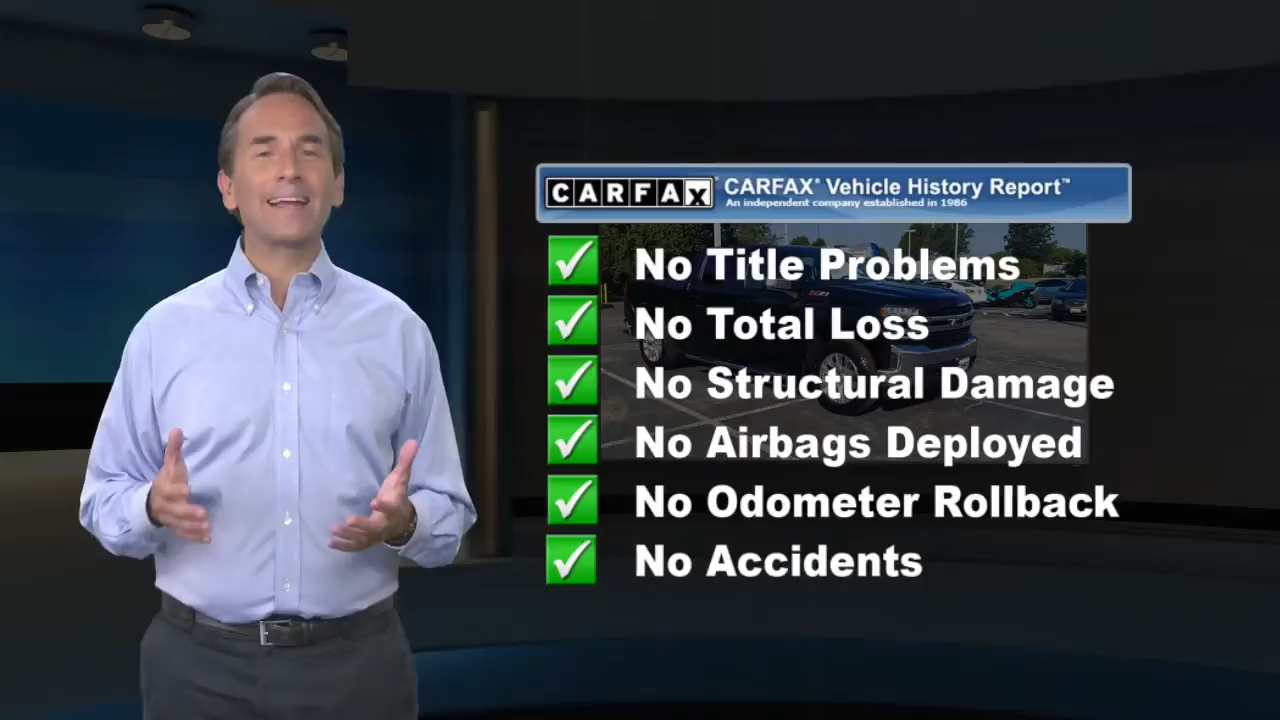 CARFAX® CARFAX® Vehicle History Report™
An independent company established in 1986
No Title Problems
No Total Loss
No Structural Damage
No Airbags Deployed
No Odometer Rollback
No Accidents
Z71